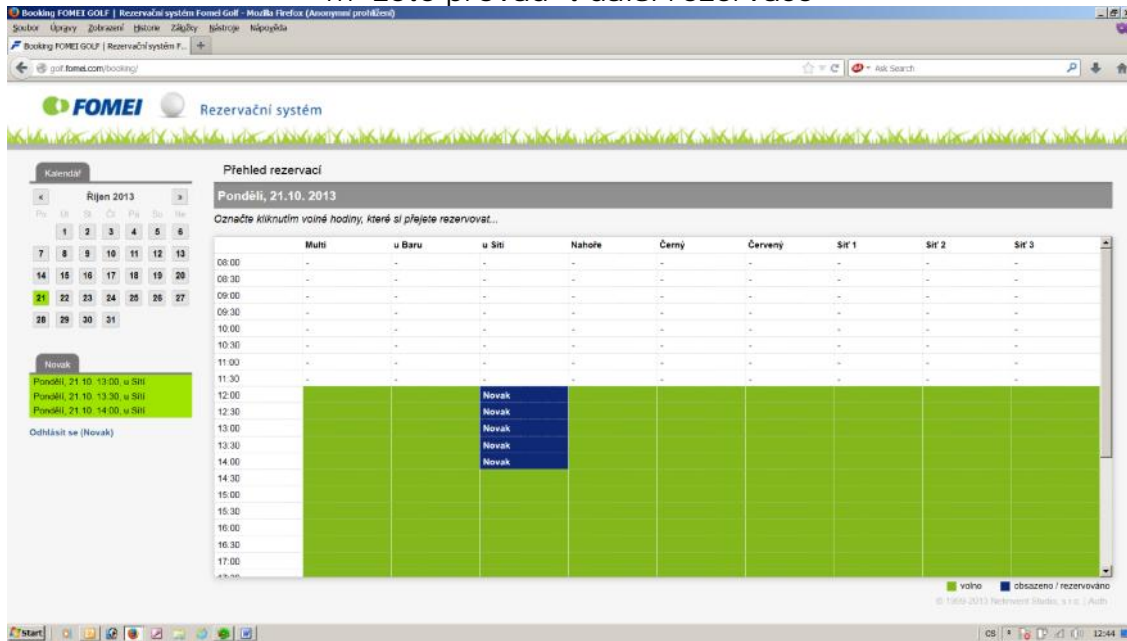 Booking FOMEI GOLF | Rezervační systém Fomei Golf - Mozilla Firefox (Anonymní prohlížení)
Soubor Úpravy Zobrazení Historie Záložky Nástroje Nápověda
Booking FOMEI GOLF | Rezervační systém F...
golf.fomei.com/booking/
Ask Search
FOMEI Rezervační systém
Kalendář
« Říjen 2013 »
Po Út St Čt Pá So Ne
1 2 3 4 5 6
7 8 9 10 11 12 13
14 15 16 17 18 19 20
21 22 23 24 25 26 27
28 29 30 31
Novak
Pondělí, 21.10. 13:00, u Sítí
Pondělí, 21.10. 13:30, u Sítí
Pondělí, 21.10. 14:00, u Sítí
Odhlásit se (Novak)
Přehled rezervací
Pondělí, 21.10. 2013
Označte kliknutím volné hodiny, které si přejete rezervovat...
Multi u Baru u Sítí Nahoře Černý Červený Síť 1 Síť 2 Síť 3
08:00 - - - - - - - - -
08:30 - - - - - - - - -
09:00 - - - - - - - - -
09:30 - - - - - - - - -
10:00 - - - - - - - - -
10:30 - - - - - - - - -
11:00 - - - - - - - - -
11:30 - - - - - - - - -
12:00 Novak
12:30 Novak
13:00 Novak
13:30 Novak
14:00 Novak
14:30
15:00
15:30
16:00
16:30
17:00
volno obsazeno / rezervováno
Start
CS 12:44